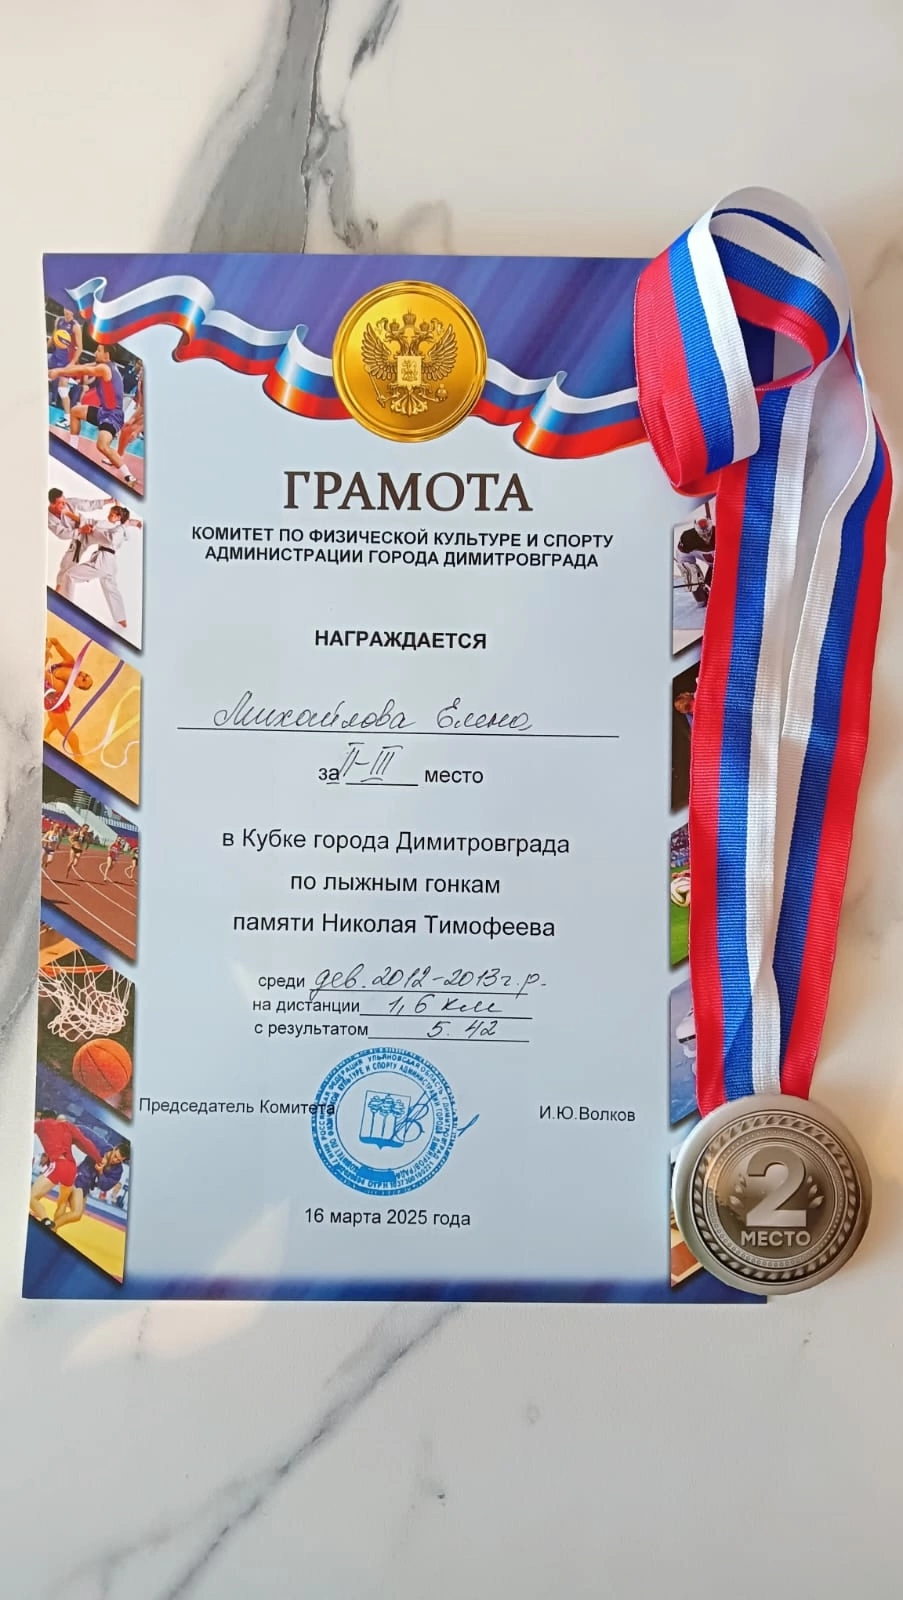 ГРАМОТА
КОМИТЕТ ПО ФИЗИЧЕСКОЙ КУЛЬТУРЕ И СПОРТУ
АДМИНИСТРАЦИИ ГОРОДА ДИМИТРОВГРАДА
НАГРАЖДАЕТСЯ
Михайлова Елена
за II-III место
в Кубке города Димитровграда
по лыжным гонкам
памяти Николая Тимофеева
среди дев. 2012-2013 г.р.
на дистанции 1,6 км
с результатом 5.42
Председатель Комитета И.Ю.Волков
16 марта 2025 года
2
МЕСТО